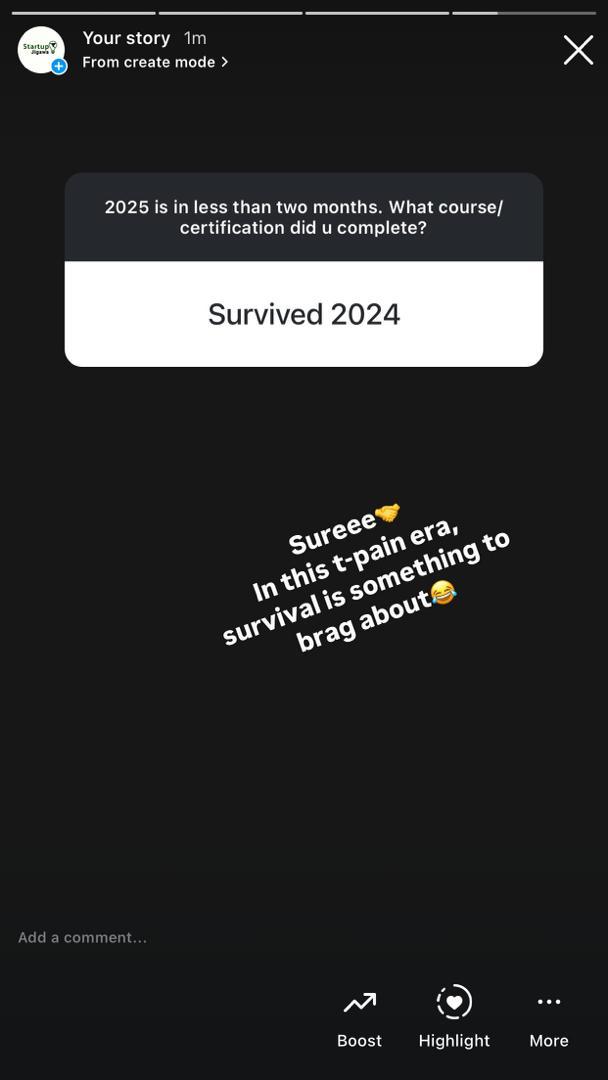 Startup
Jigawa
Your story 1m
From create mode >
2025 is in less than two months. What course/
certification did u complete?
Survived 2024
Sureee🤝
In this t-pain era,
survival is something to
brag about😂
Add a comment...
Boost Highlight More